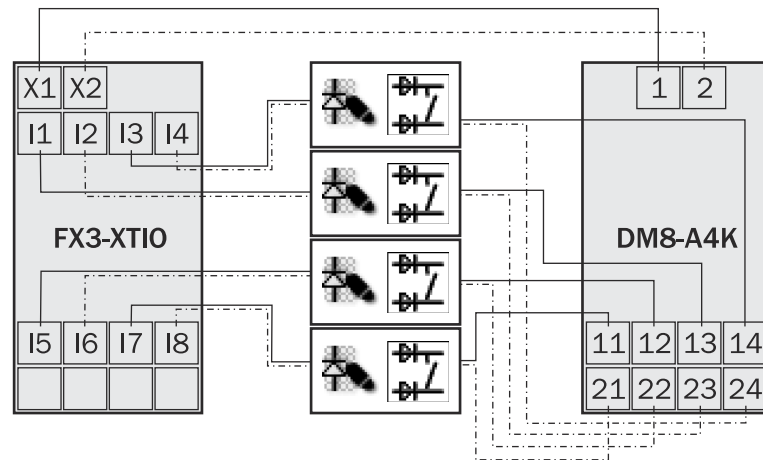 X1 X2 1 2
I1 I2 I3 I4
FX3-XTIO DM8-A4K
I5 I6 I7 I8 11 12 13 14
21 22 23 24